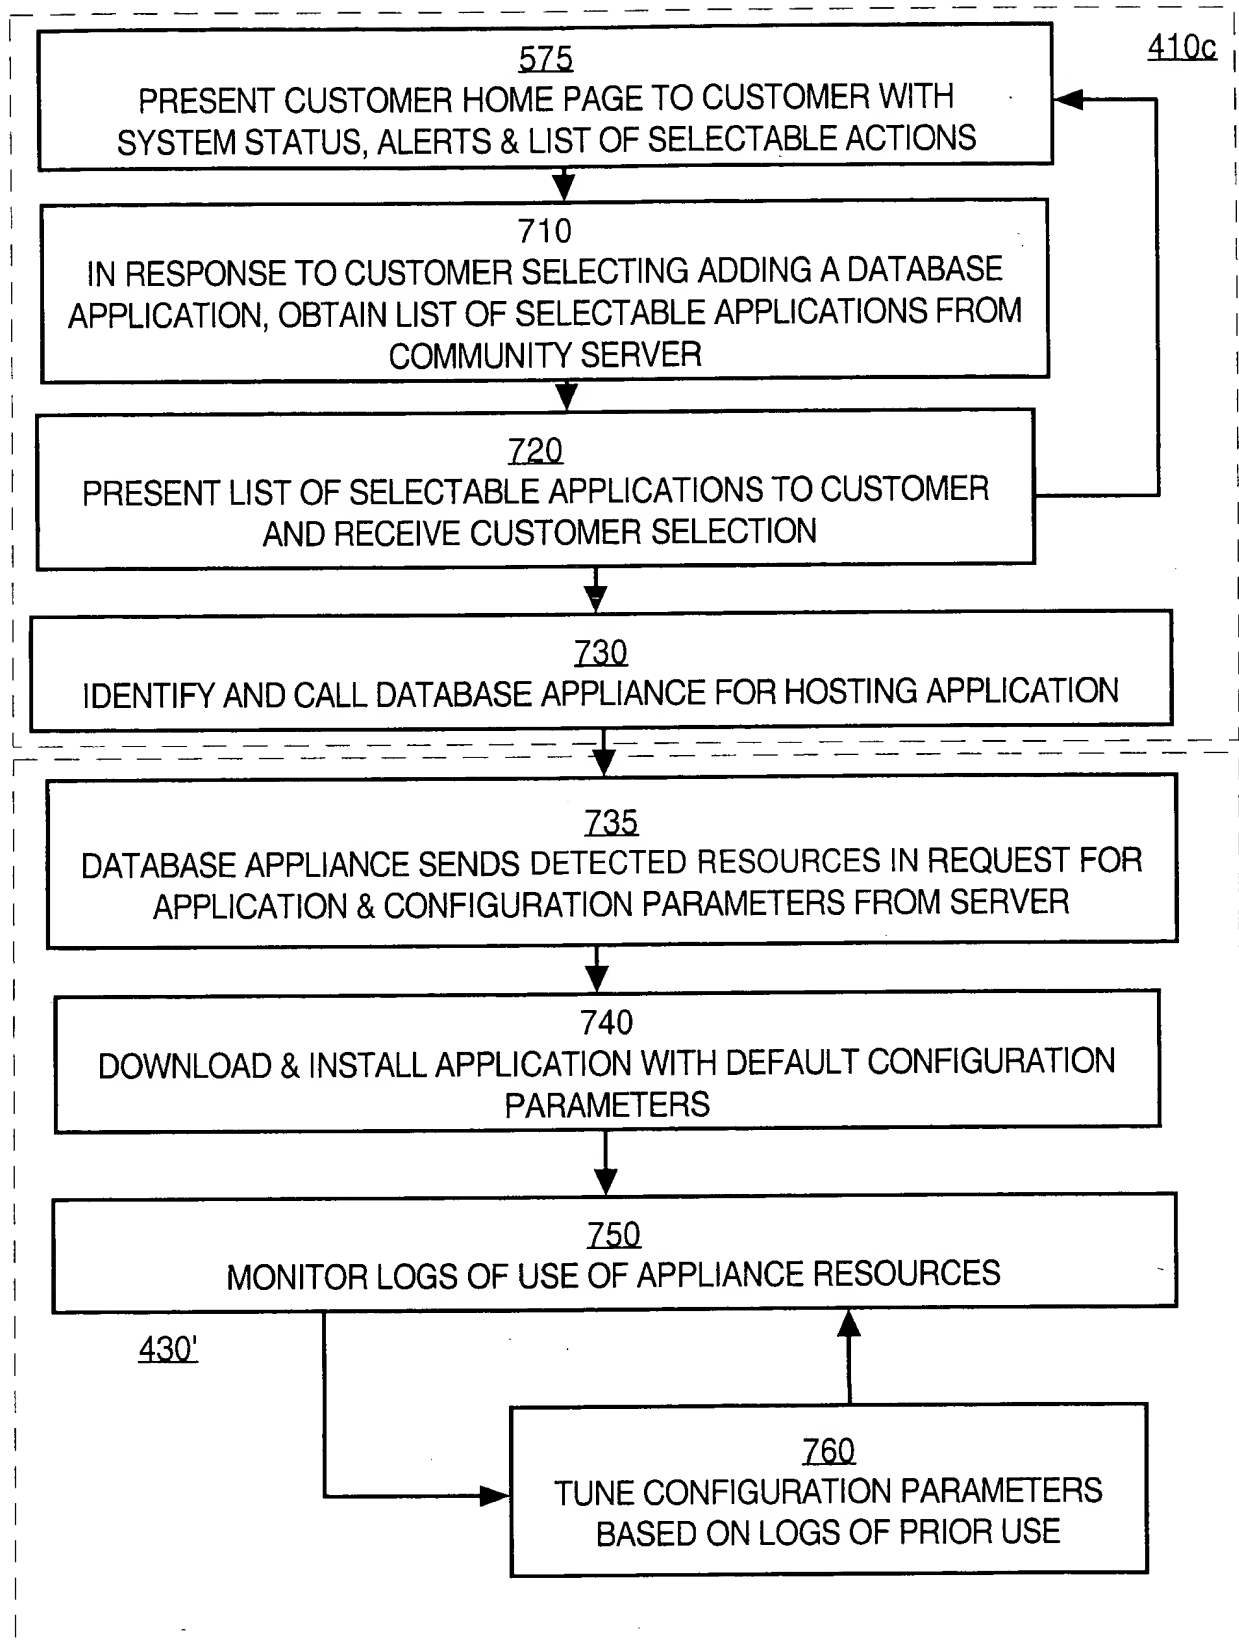 410c
575
PRESENT CUSTOMER HOME PAGE TO CUSTOMER WITH
SYSTEM STATUS, ALERTS & LIST OF SELECTABLE ACTIONS
710
IN RESPONSE TO CUSTOMER SELECTING ADDING A DATABASE
APPLICATION, OBTAIN LIST OF SELECTABLE APPLICATIONS FROM
COMMUNITY SERVER
720
PRESENT LIST OF SELECTABLE APPLICATIONS TO CUSTOMER
AND RECEIVE CUSTOMER SELECTION
730
IDENTIFY AND CALL DATABASE APPLIANCE FOR HOSTING APPLICATION
735
DATABASE APPLIANCE SENDS DETECTED RESOURCES IN REQUEST FOR
APPLICATION & CONFIGURATION PARAMETERS FROM SERVER
740
DOWNLOAD & INSTALL APPLICATION WITH DEFAULT CONFIGURATION
PARAMETERS
750
MONITOR LOGS OF USE OF APPLIANCE RESOURCES
430'
760
TUNE CONFIGURATION PARAMETERS
BASED ON LOGS OF PRIOR USE